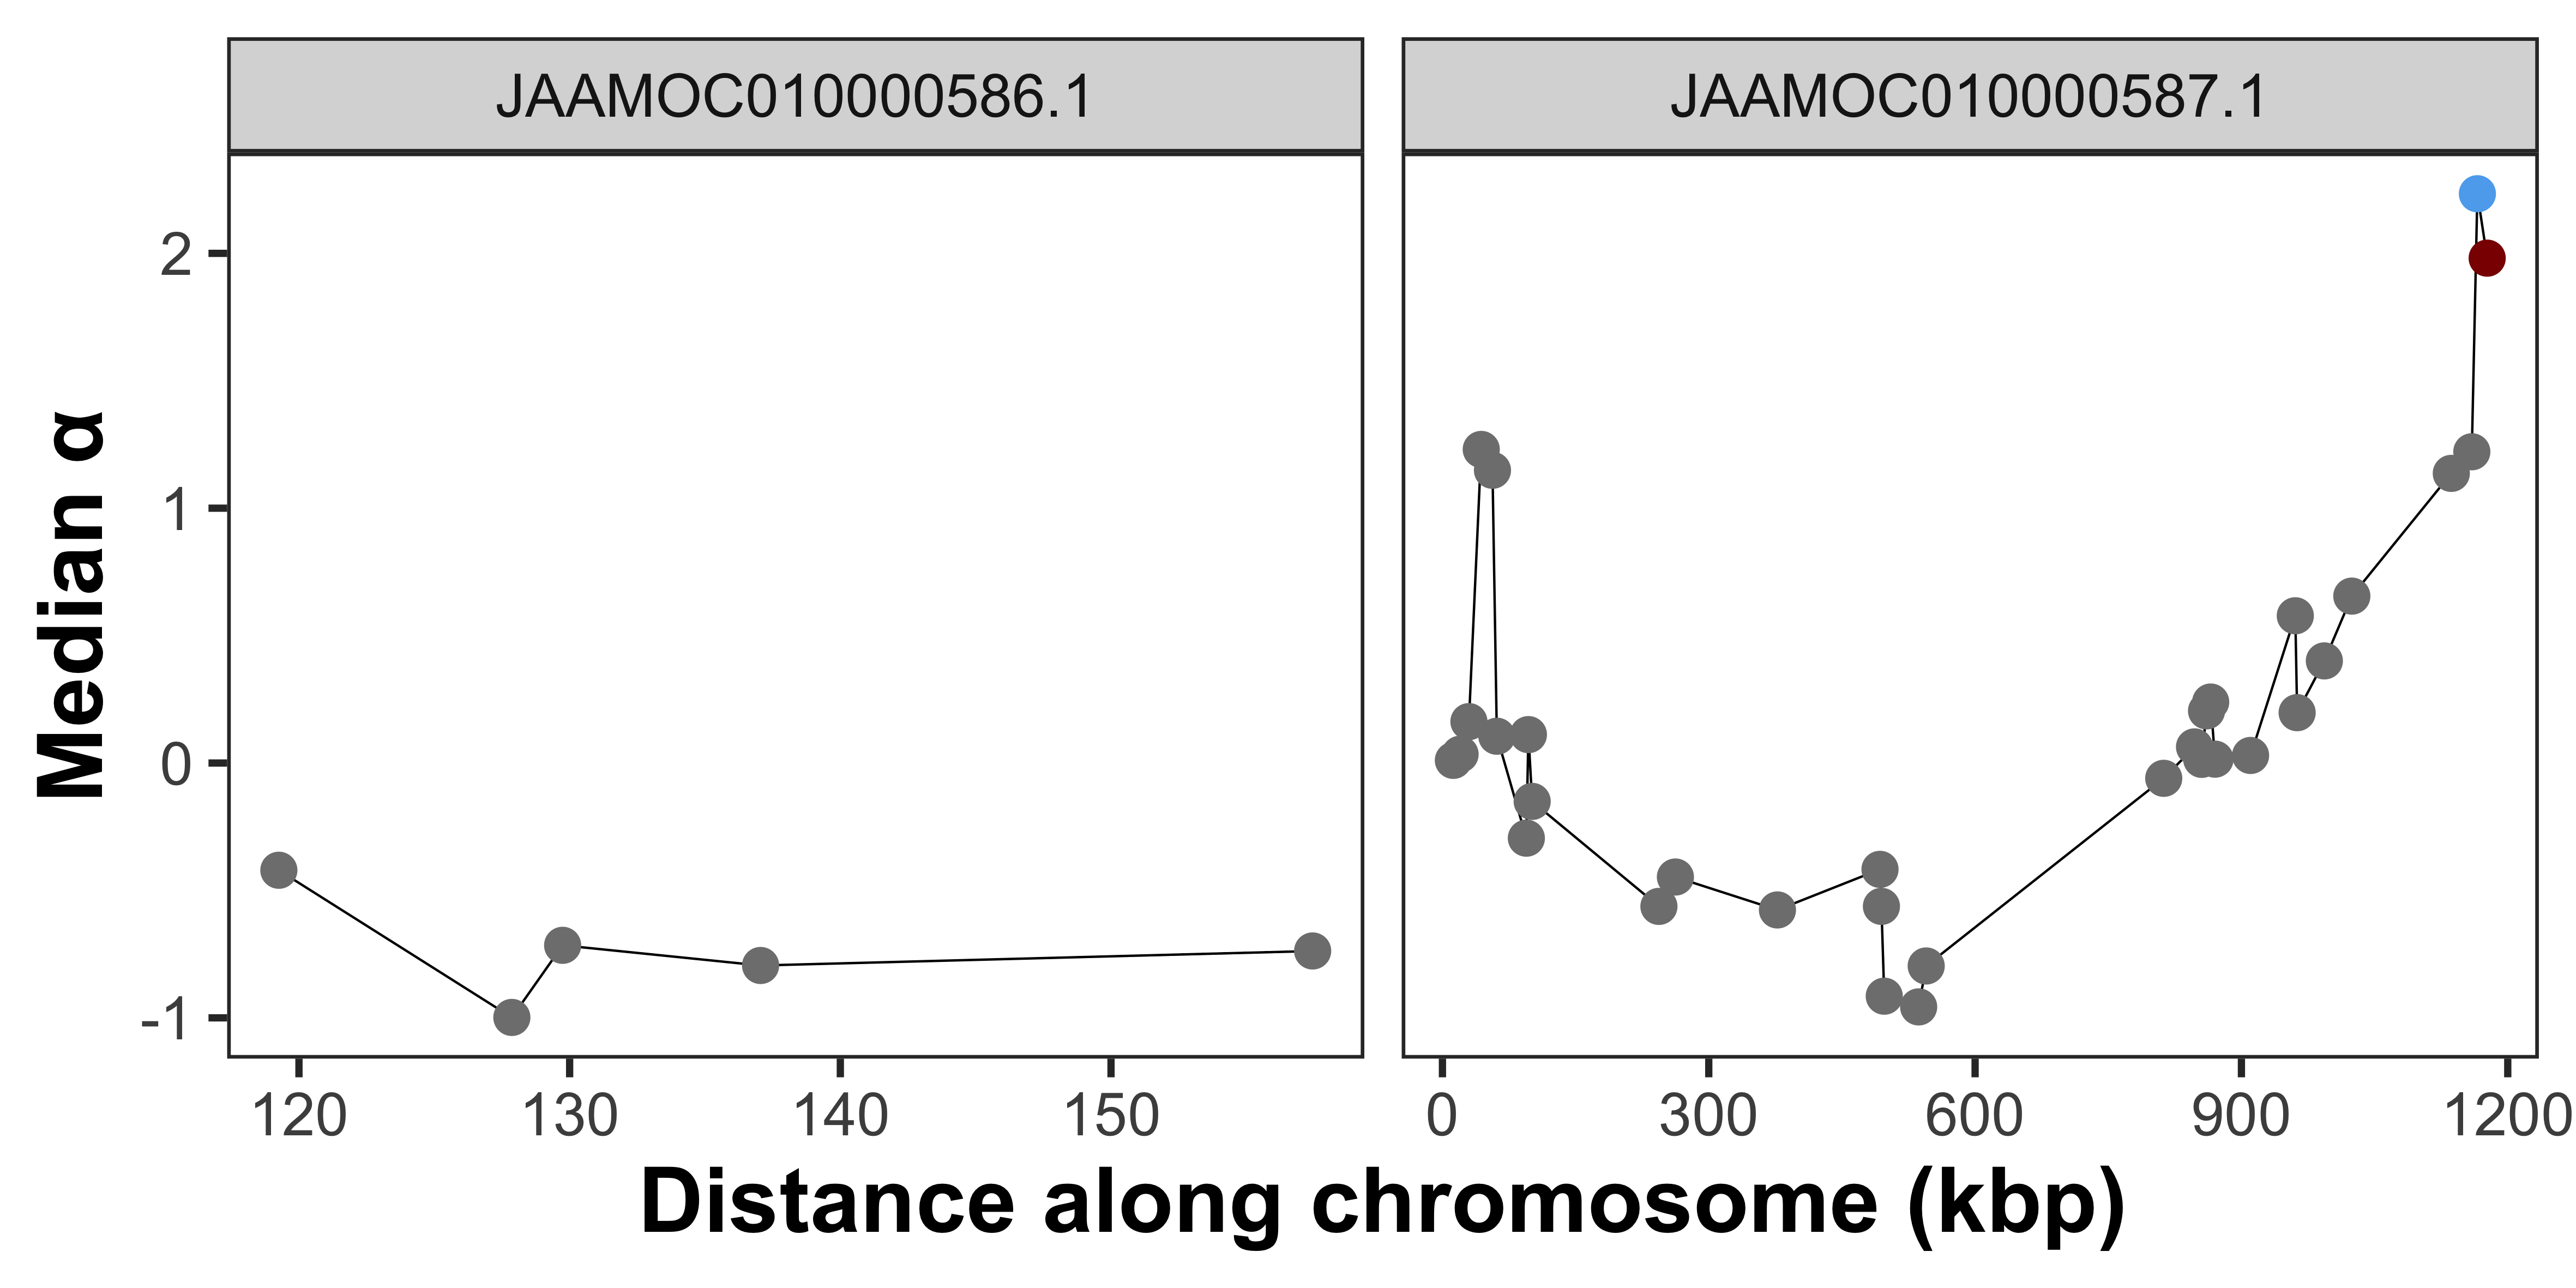 JAAMOC010000586.1 JAAMOC010000587.1
2
1
0
-1
Median α
120 130 140 150 0 300 600 900 1200
Distance along chromosome (kbp)